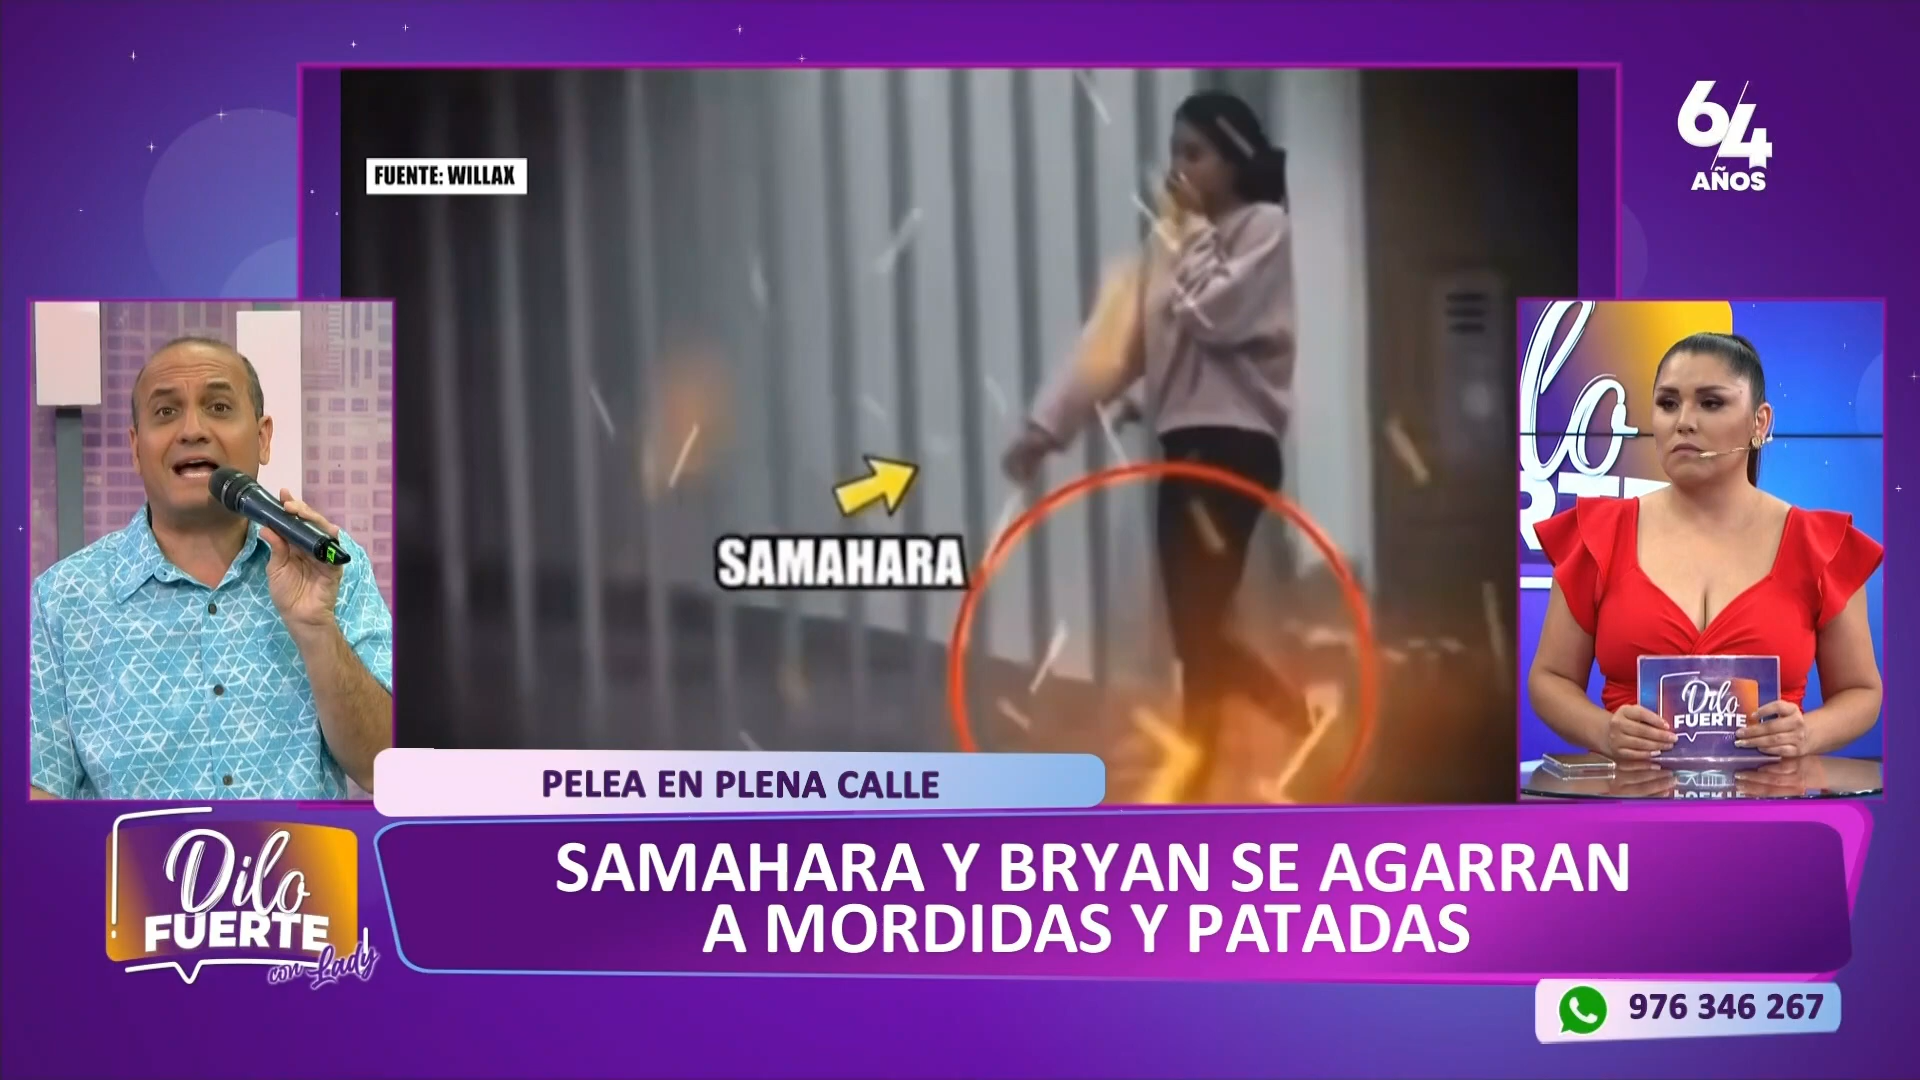 64
AÑOS
FUENTE: WILLAX
SAMAHARA
Dilo
FUERTE
PELEA EN PLENA CALLE
Dilo
FUERTE
con Lady
SAMAHARA Y BRYAN SE AGARRAN
A MORDIDAS Y PATADAS
976 346 267